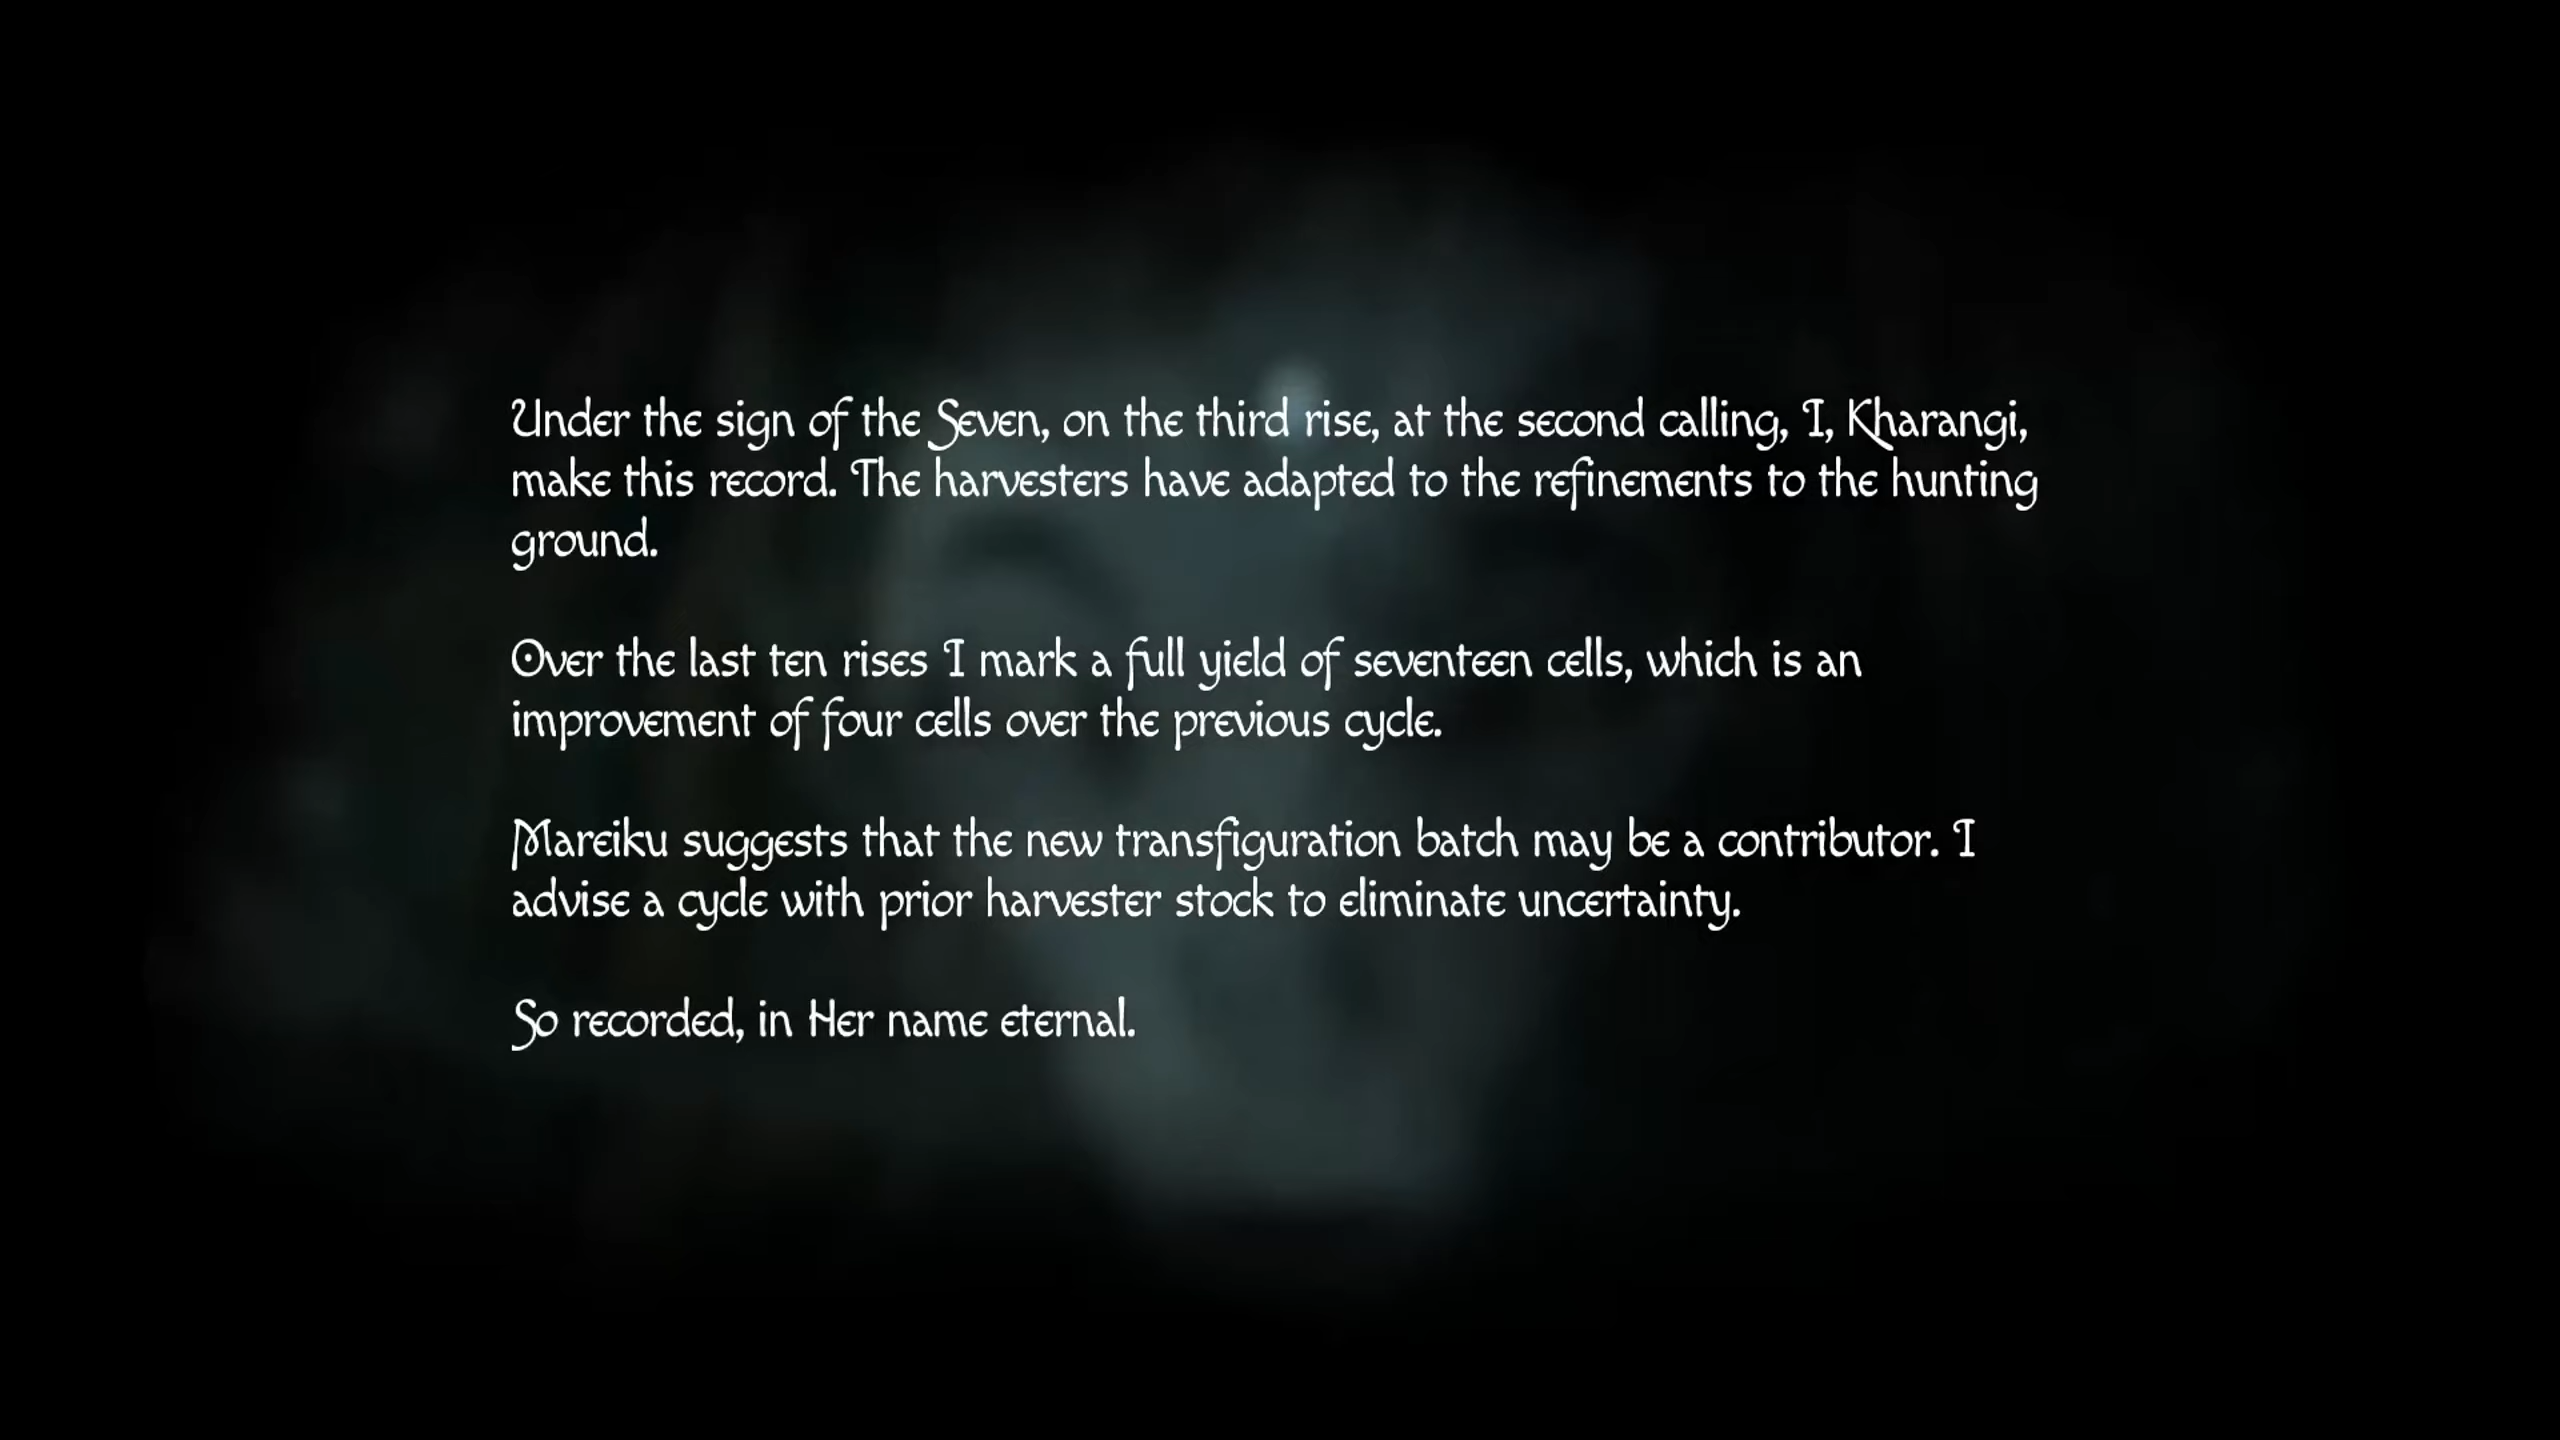 Under the sign of the Seven, on the third rise, at the second calling, I, Kharangi,
make this record. The harvesters have adapted to the refinements to the hunting
ground.
Over the last ten rises I mark a full yield of seventeen cells, which is an
improvement of four cells over the previous cycle.
Mareiku suggests that the new transfiguration batch may be a contributor. I
advise a cycle with prior harvester stock to eliminate uncertainty.
So recorded, in Her name eternal.